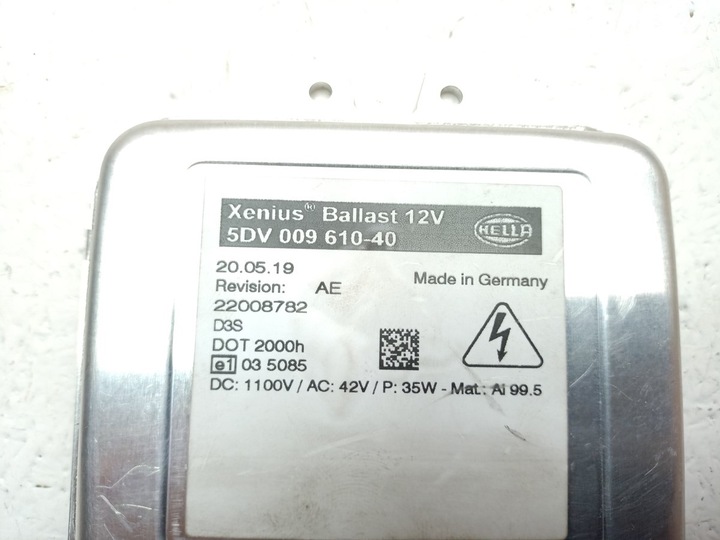 Xenius® Ballast 12V
5DV 009 610-40
HELLA
20.05.19
Made in Germany
Revision: AE
22008782
D3S
DOT 2000h
e1 03 5085
DC: 1100V / AC: 42V / P: 35W - Mat.: Al 99.5